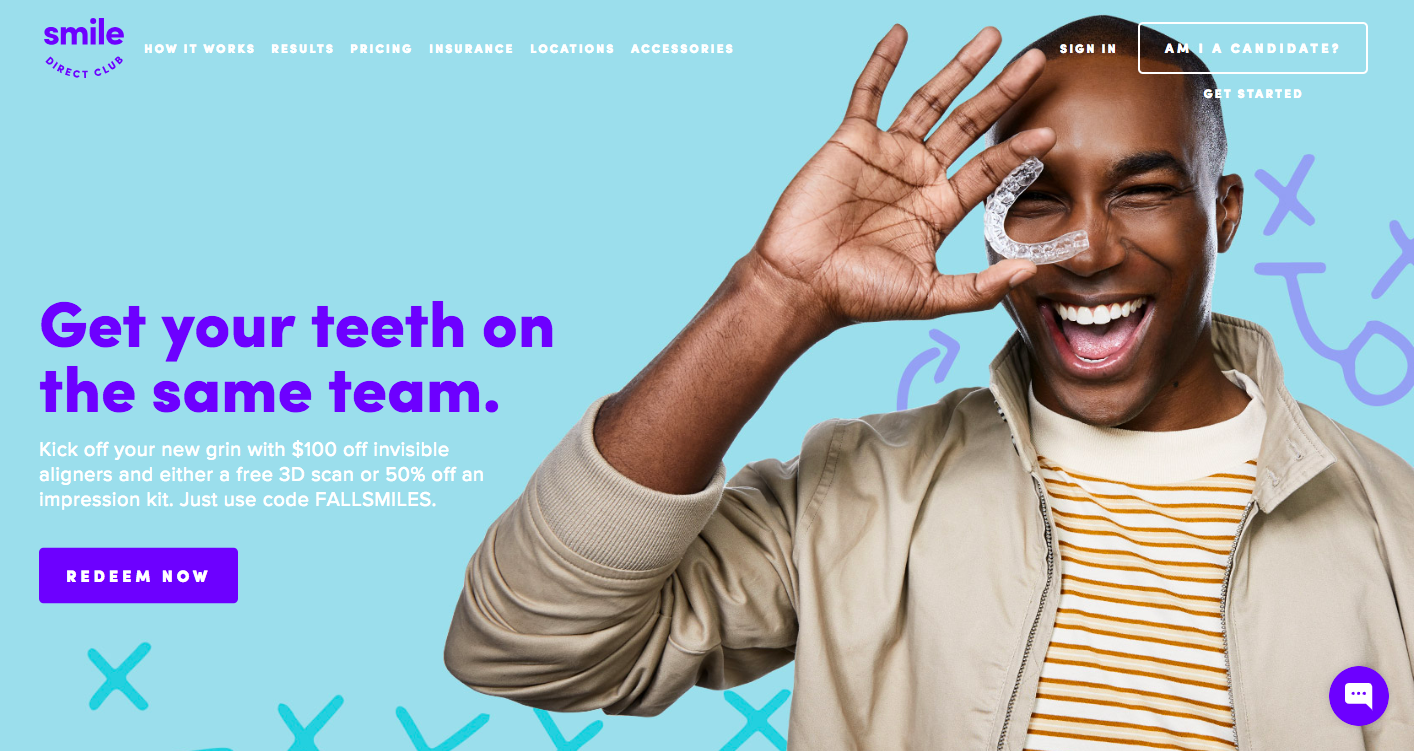 smile
DIRECT CLUB
HOW IT WORKS RESULTS PRICING INSURANCE LOCATIONS ACCESSORIES
SIGN IN
AM I A CANDIDATE?
GET STARTED
Get your teeth on
the same team.
Kick off your new grin with $100 off invisible
aligners and either a free 3D scan or 50% off an
impression kit. Just use code FALLSMILES.
REDEEM NOW